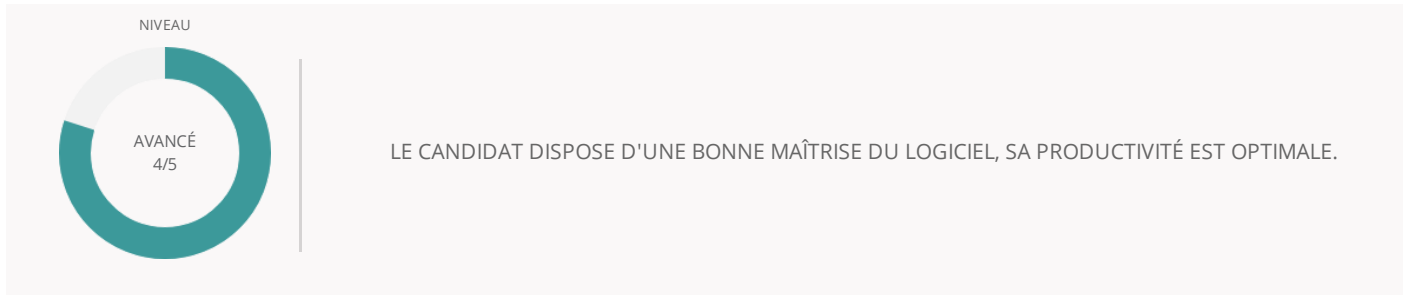 NIVEAU
AVANCÉ
4/5
LE CANDIDAT DISPOSE D'UNE BONNE MAÎTRISE DU LOGICIEL, SA PRODUCTIVITÉ EST OPTIMALE.